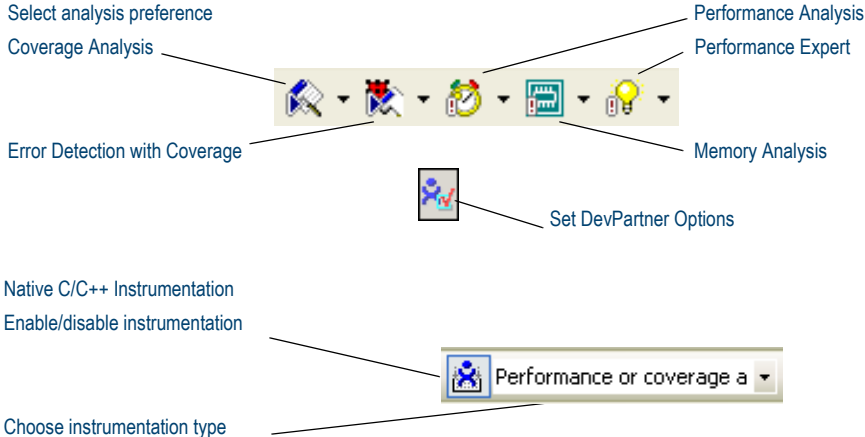 Select analysis preference
Performance Analysis
Coverage Analysis
Performance Expert
Error Detection with Coverage
Memory Analysis
Set DevPartner Options
Native C/C++ Instrumentation
Enable/disable instrumentation
Performance or coverage a
Choose instrumentation type